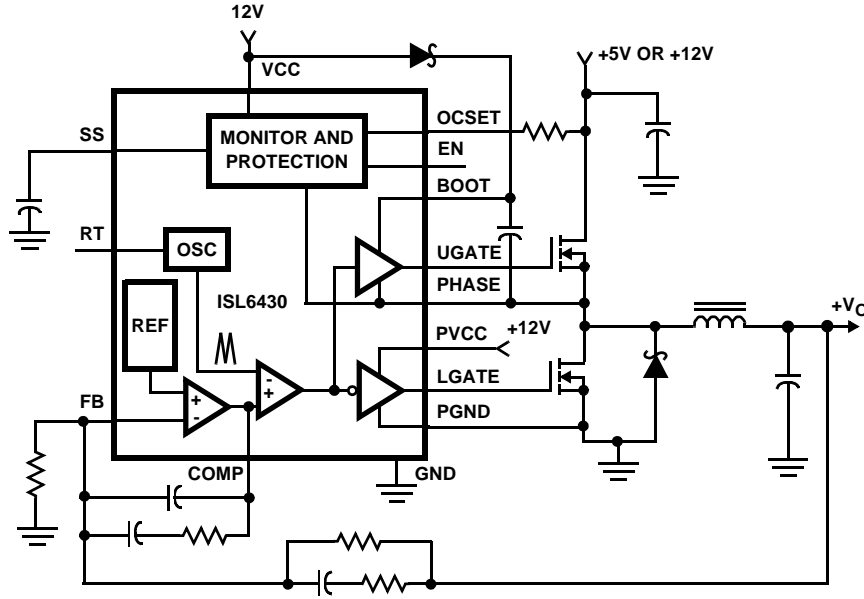 12V
VCC
+5V OR +12V
SS
MONITOR AND
PROTECTION
OCSET
EN
BOOT
RT
OSC
UGATE
PHASE
ISL6430
REF
+VO
PVCC
+12V
LGATE
PGND
FB
+
-
-
+
COMP
GND